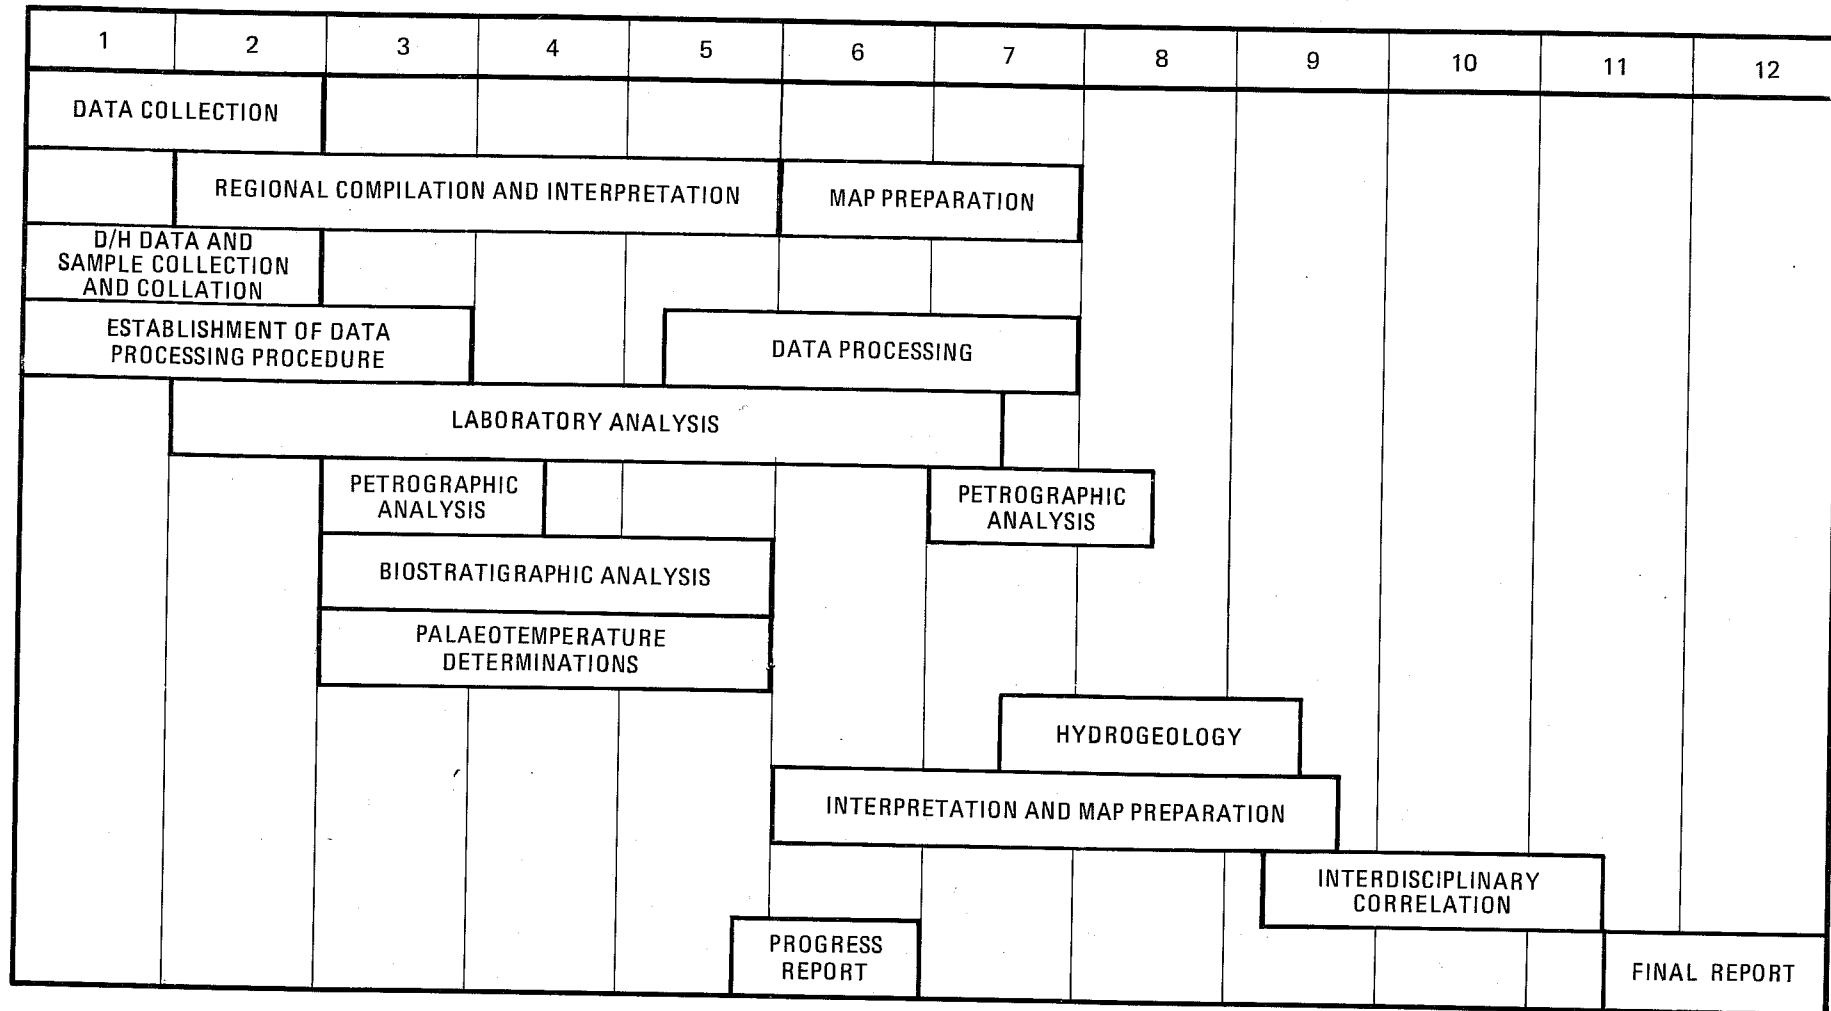 1 2 3 4 5 6 7 8 9 10 11 12
DATA COLLECTION
REGIONAL COMPILATION AND INTERPRETATION
MAP PREPARATION
D/H DATA AND
SAMPLE COLLECTION
AND COLLATION
ESTABLISHMENT OF DATA
PROCESSING PROCEDURE
DATA PROCESSING
LABORATORY ANALYSIS
PETROGRAPHIC
ANALYSIS
PETROGRAPHIC
ANALYSIS
BIOSTRATIGRAPHIC ANALYSIS
PALAEOTEMPERATURE
DETERMINATIONS
HYDROGEOLOGY
INTERPRETATION AND MAP PREPARATION
INTERDISCIPLINARY
CORRELATION
PROGRESS
REPORT
FINAL REPORT